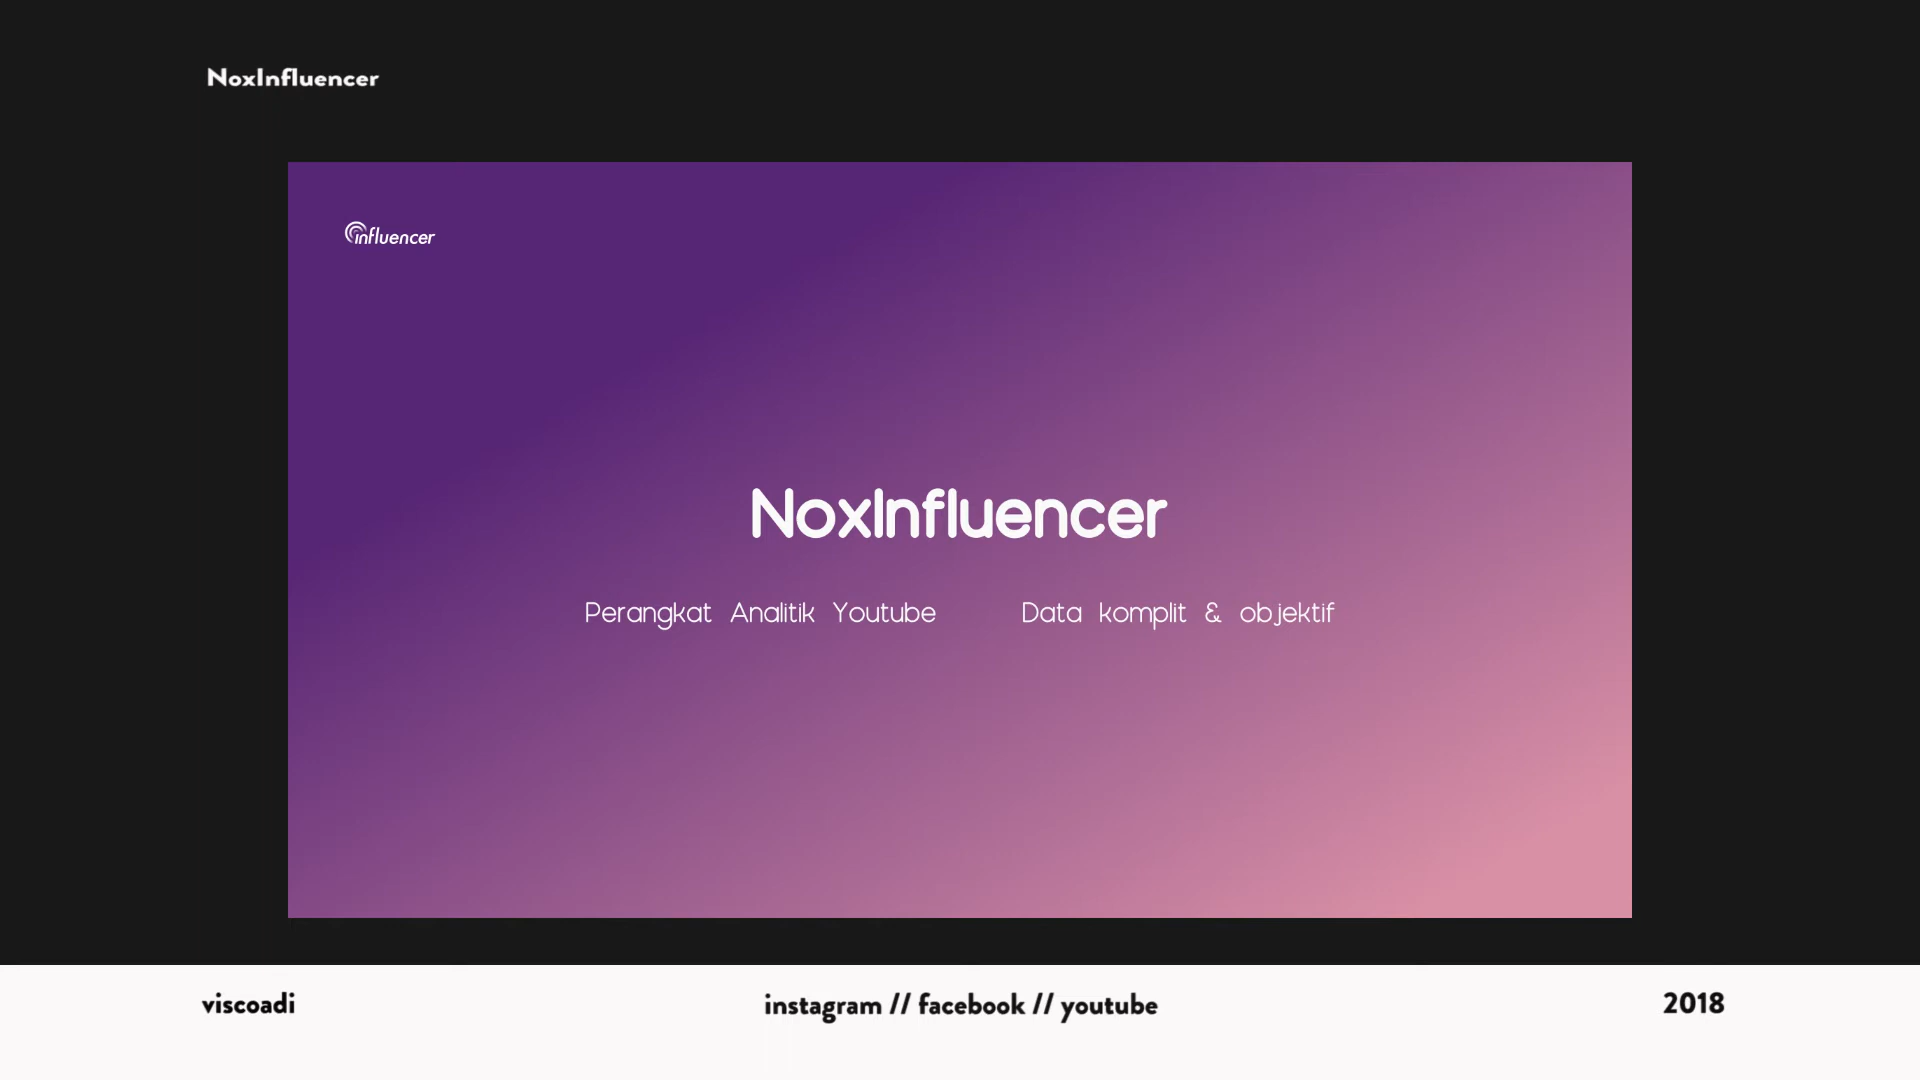 NoxInfluencer
influencer
NoxInfluencer
Perangkat Analitik Youtube Data komplit & objektif
viscoadi instagram // facebook // youtube 2018